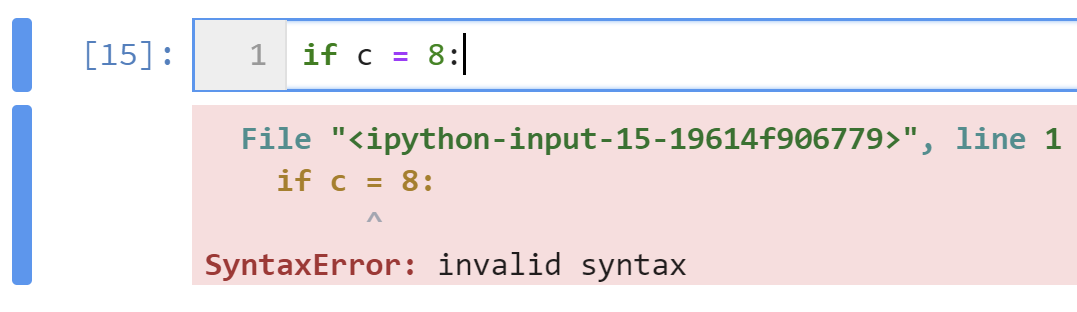 [15]: 1 if c = 8:
File "<ipython-input-15-19614f906779>", line 1
if c = 8:
^
SyntaxError: invalid syntax